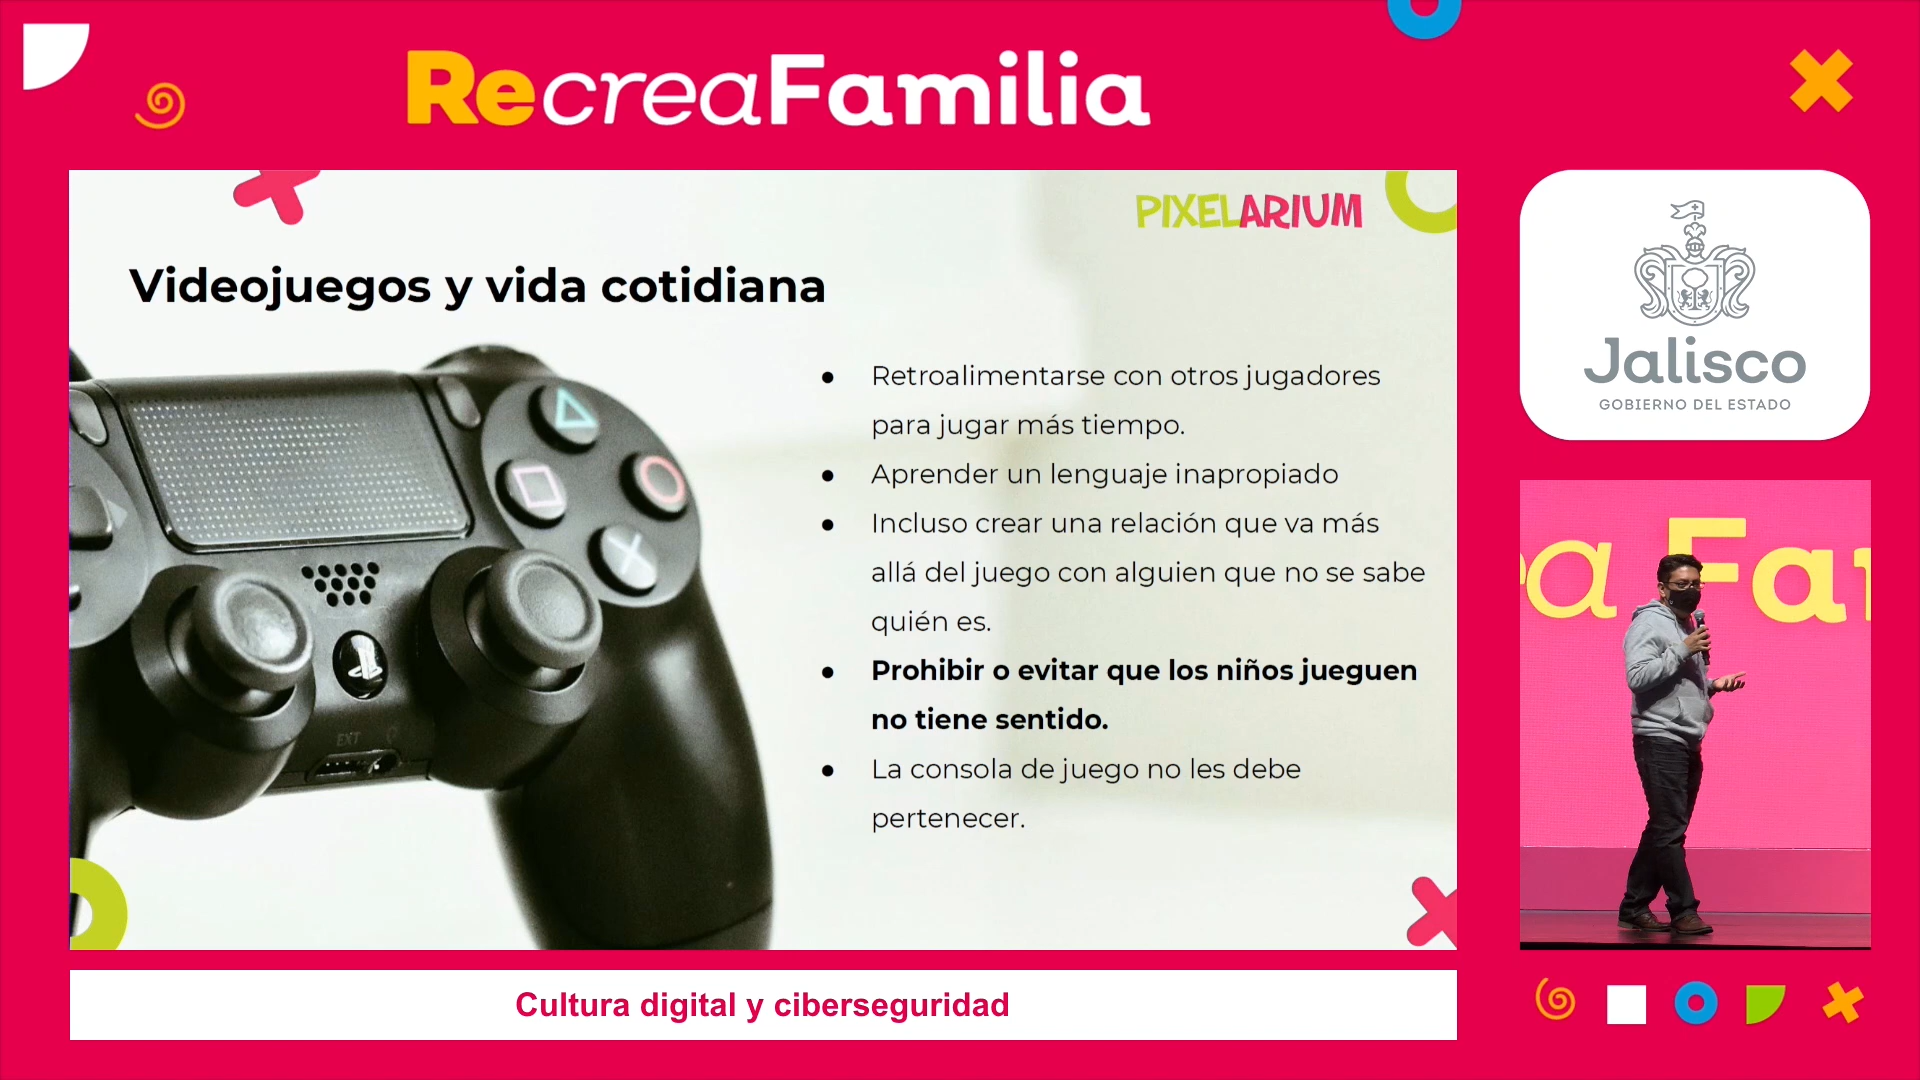 RecreaFamilia
PIXELARIUM
Videojuegos y vida cotidiana
● Retroalimentarse con otros jugadores
para jugar más tiempo.
● Aprender un lenguaje inapropiado
● Incluso crear una relación que va más
allá del juego con alguien que no se sabe
quién es.
● Prohibir o evitar que los niños jueguen
no tiene sentido.
● La consola de juego no les debe
pertenecer.
EXT
Jalisco
GOBIERNO DEL ESTADO
ea Fa
Cultura digital y ciberseguridad